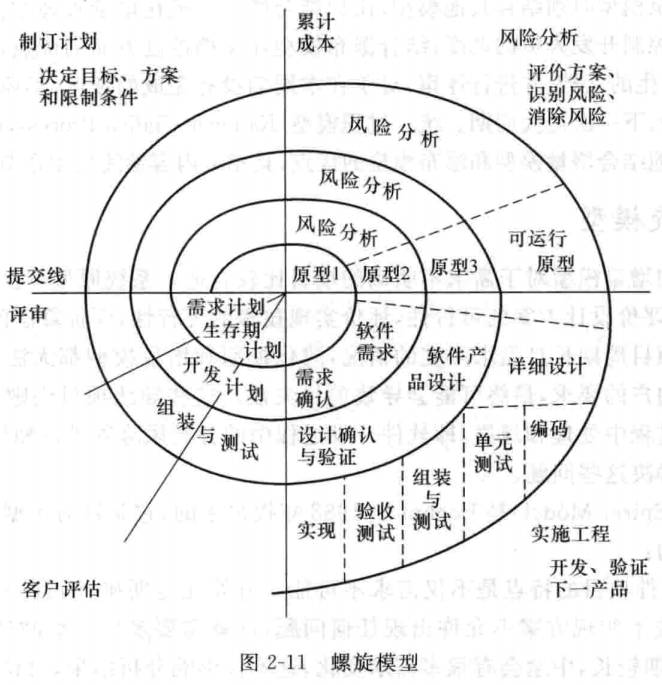 累计
成本
制订计划
决定目标、方案
和限制条件
风险分析
评价方案、
识别风险、
消除风险
风险分析
风险分析
风险分析
原型1
原型2
原型3
可运行
原型
提交线
评审
需求计划
生存期
计划
开发计划
组装
与测试
软件
需求
需求
确认
软件产
品设计
详细设计
设计确认
与验证
编码
单元
测试
组装
与
测试
验收
测试
实现
实施工程
客户评估
开发、验证
下一产品
图 2-11 螺旋模型